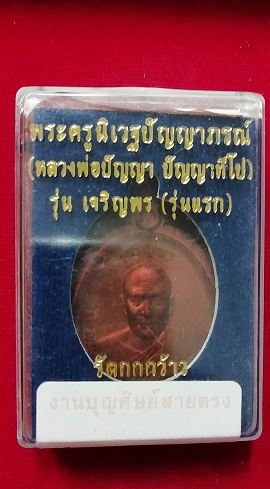 พระครูนิเวฐปัญญาภรณ์
(หลวงพ่อปัญญา ปัญญาทีโป)
รุ่น เจริญพร (รุ่นแรก)
วัดกกกว้าว
งานบุญศิษย์สายตรง